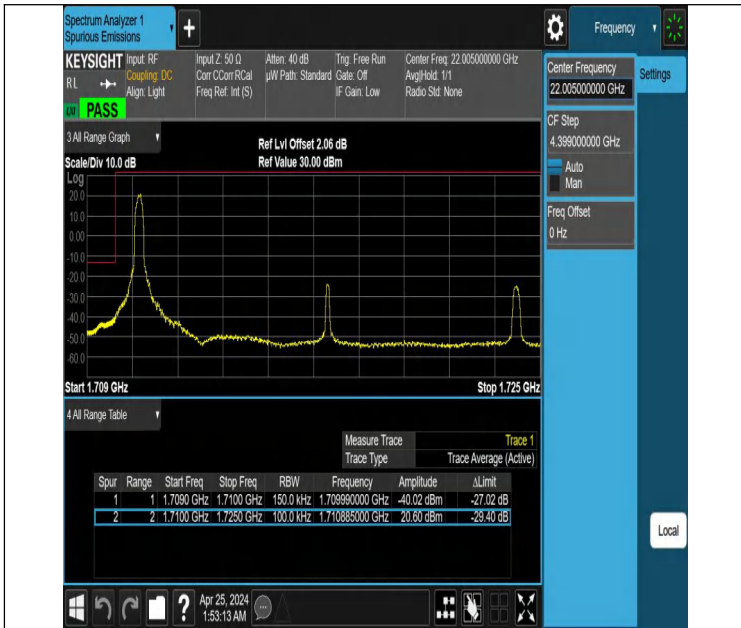 Spectrum Analyzer 1
Spurious Emissions
Frequency
KEYSIGHT
RL
Input: RF
Coupling: DC
Align: Light
Input Z: 50 Ω
Corr CCorr RCal
Freq Ref: Int (S)
Atten: 40 dB
µW Path: Standard
Trig: Free Run
Gate: Off
IF Gain: Low
Center Freq: 22.005000000 GHz
Avg|Hold: 1/1
Radio Std: None
PASS
Center Frequency
22.005000000 GHz
Settings
CF Step
4.399000000 GHz
Auto
Man
Freq Offset
0 Hz
3 All Range Graph
Ref Lvl Offset 2.06 dB
Scale/Div 10.0 dB
Ref Value 30.00 dBm
Log
20.0
10.0
0.00
-10.0
-20.0
-30.0
-40.0
-50.0
-60.0
Start 1.709 GHz
Stop 1.725 GHz
4 All Range Table
Measure Trace Trace 1
Trace Type Trace Average (Active)
Spur Range Start Freq Stop Freq RBW Frequency Amplitude ΔLimit
1 1 1.7090 GHz 1.7100 GHz 150.0 kHz 1.709990000 GHz -40.02 dBm -27.02 dB
2 2 1.7100 GHz 1.7250 GHz 100.0 kHz 1.710885000 GHz 20.60 dBm -29.40 dB
Local
?
Apr 25, 2024
1:53:13 AM